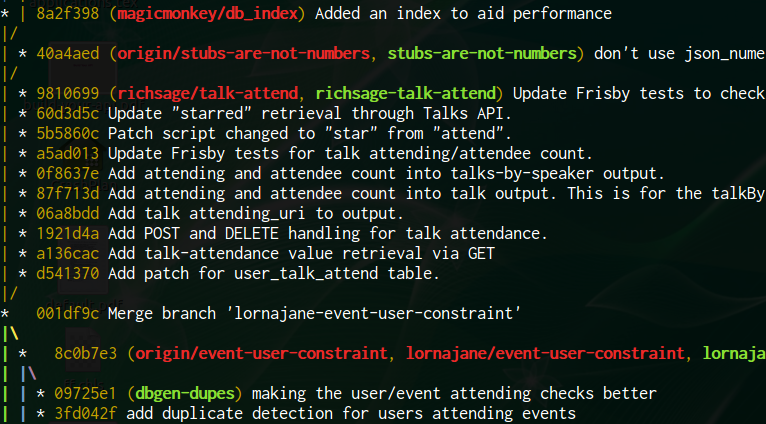 * | 8a2f398 (magicmonkey/db_index) Added an index to aid performance
|/
| * 40a4aed (origin/stubs-are-not-numbers, stubs-are-not-numbers) don't use json_nume
|/
| * 9810699 (richsage/talk-attend, richsage-talk-attend) Update Frisby tests to check
| * 60d3d5c Update "starred" retrieval through Talks API.
| * 5b5860c Patch script changed to "star" from "attend".
| * a5ad013 Update Frisby tests for talk attending/attendee count.
| * 0f8637e Add attending and attendee count into talks-by-speaker output.
| * 87f713d Add attending and attendee count into talk output. This is for the talkBy
| * 06a8bdd Add talk attending_uri to output.
| * 1921d4a Add POST and DELETE handling for talk attendance.
| * a136cac Add talk-attendance value retrieval via GET
| * d541370 Add patch for user_talk_attend table.
|/
*   001df9c Merge branch 'lornajane-event-user-constraint'
|\
| *   8c0b7e3 (origin/event-user-constraint, lornajane/event-user-constraint, lornaja
| |\
| | * 09725e1 (dbgen-dupes) making the user/event attending checks better
| | * 3fd042f add duplicate detection for users attending events